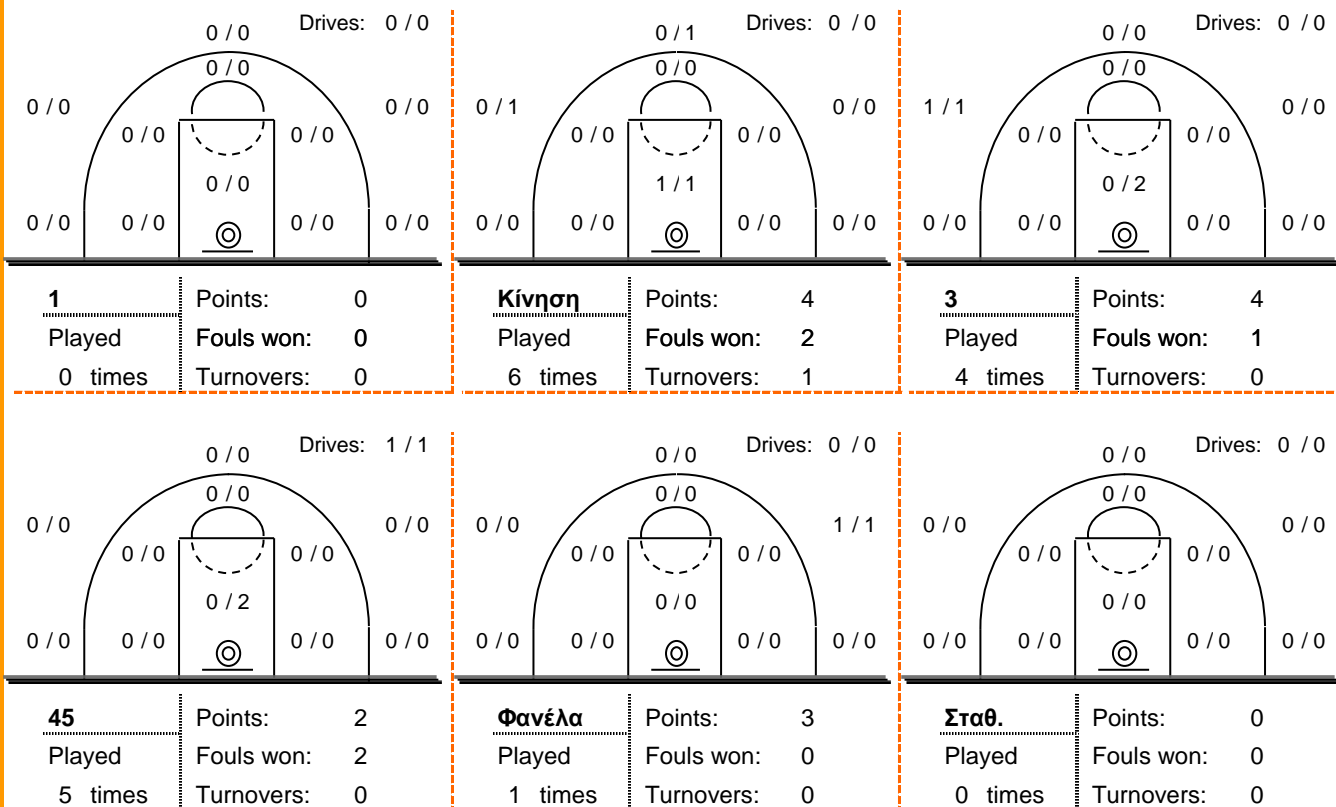 Drives: 0 / 0
0 / 0
0 / 0
0 / 0
0 / 0
0 / 0
0 / 0
0 / 0
0 / 0
0 / 0
0 / 0
0 / 0
1
Points: 0
Played
Fouls won: 0
0 times
Turnovers: 0
Drives: 0 / 0
0 / 1
0 / 0
0 / 1
0 / 0
0 / 0
0 / 0
1 / 1
0 / 0
0 / 0
0 / 0
0 / 0
Κίνηση
Points: 4
Played
Fouls won: 2
6 times
Turnovers: 1
Drives: 0 / 0
0 / 0
0 / 0
1 / 1
0 / 0
0 / 0
0 / 0
0 / 2
0 / 0
0 / 0
0 / 0
0 / 0
3
Points: 4
Played
Fouls won: 1
4 times
Turnovers: 0
Drives: 1 / 1
0 / 0
0 / 0
0 / 0
0 / 0
0 / 0
0 / 0
0 / 2
0 / 0
0 / 0
0 / 0
0 / 0
45
Points: 2
Played
Fouls won: 2
5 times
Turnovers: 0
Drives: 0 / 0
0 / 0
0 / 0
0 / 0
1 / 1
0 / 0
0 / 0
0 / 0
0 / 0
0 / 0
0 / 0
0 / 0
Φανέλα
Points: 3
Played
Fouls won: 0
1 times
Turnovers: 0
Drives: 0 / 0
0 / 0
0 / 0
0 / 0
0 / 0
0 / 0
0 / 0
0 / 0
0 / 0
0 / 0
0 / 0
0 / 0
Σταθ.
Points: 0
Played
Fouls won: 0
0 times
Turnovers: 0